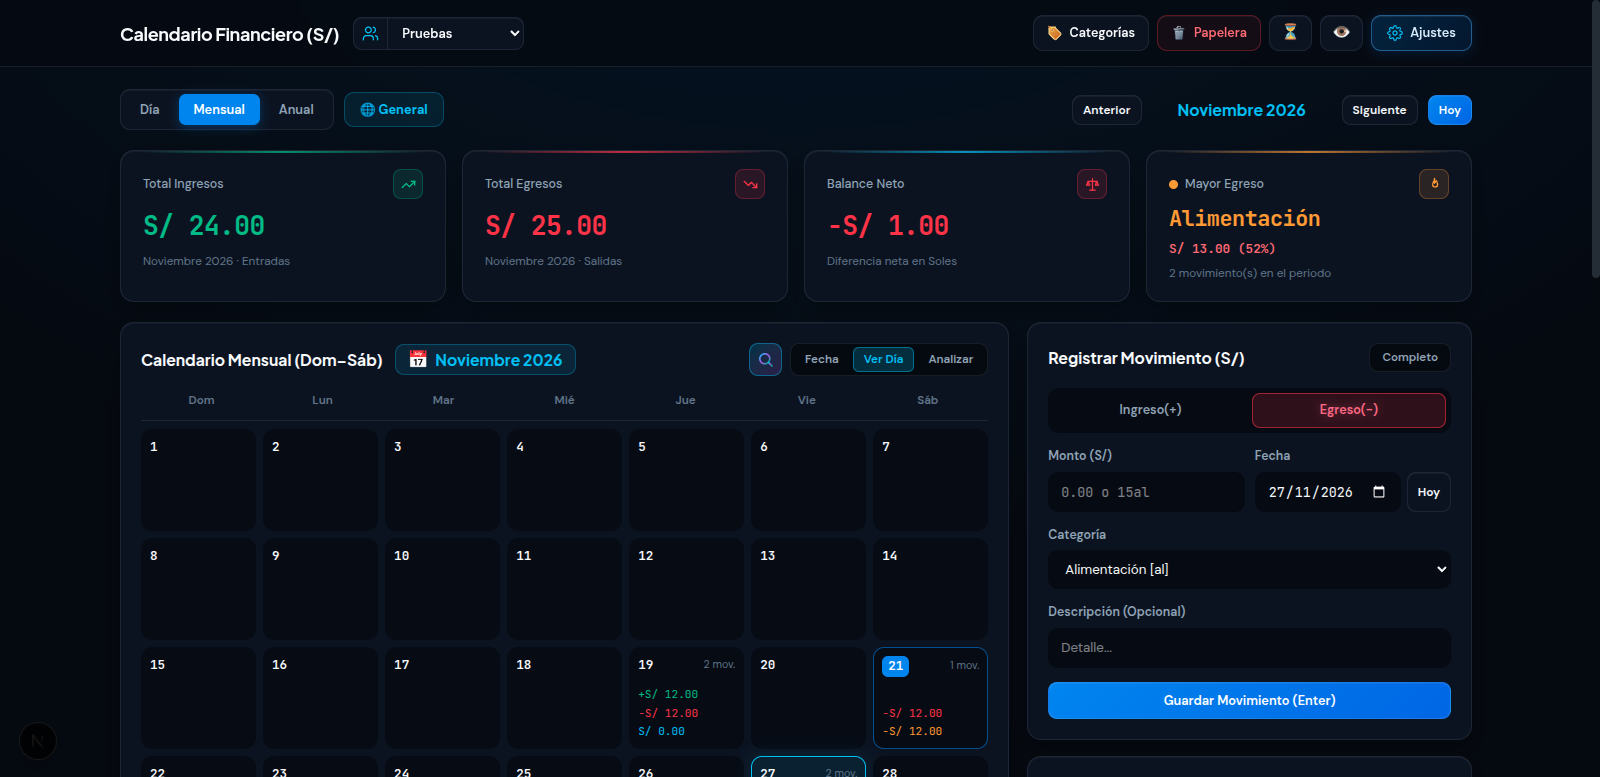 Calendario Financiero (S/) Pruebas Categorías Papelera Ajustes
Día Mensual Anual General Anterior Noviembre 2026 Siguiente Hoy
Total Ingresos
S/ 24.00
Noviembre 2026 · Entradas
Total Egresos
S/ 25.00
Noviembre 2026 · Salidas
Balance Neto
-S/ 1.00
Diferencia neta en Soles
Mayor Egreso
Alimentación
S/ 13.00 (52%)
2 movimiento(s) en el periodo
Calendario Mensual (Dom–Sáb) 17 Noviembre 2026 Fecha Ver Día Analizar
Dom Lun Mar Mié Jue Vie Sáb
1 2 3 4 5 6 7
8 9 10 11 12 13 14
15 16 17 18 19 2 mov. 20 21 1 mov.
+S/ 12.00
-S/ 12.00 -S/ 12.00
S/ 0.00 -S/ 12.00
22 23 24 25 26 27 2 mov. 28
Registrar Movimiento (S/) Completo
Ingreso(+) Egreso(-)
Monto (S/) Fecha
0.00 o 15al 27/11/2026 Hoy
Categoría
Alimentación [al]
Descripción (Opcional)
Detalle...
Guardar Movimiento (Enter)
N